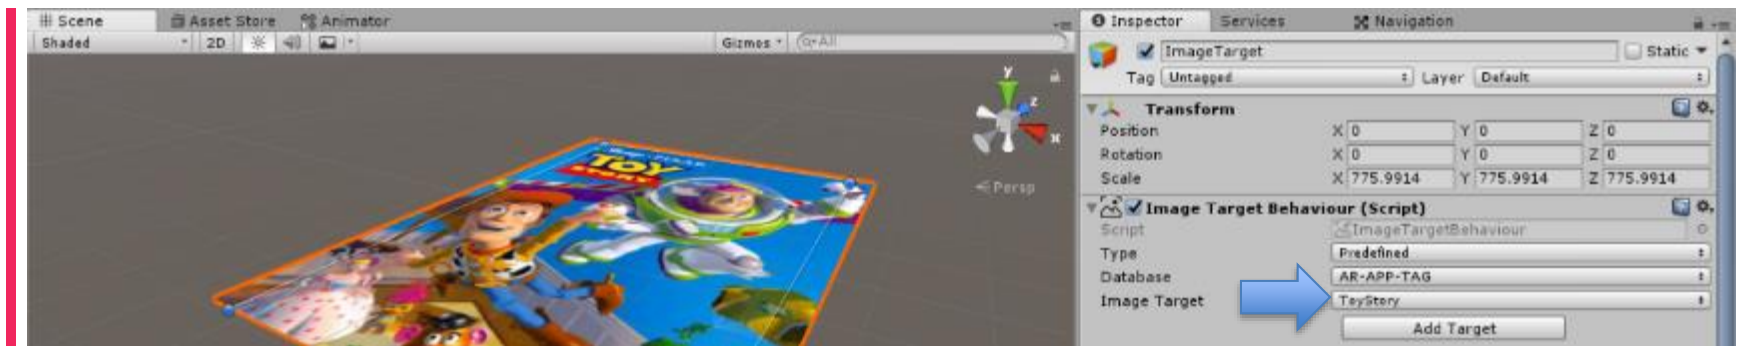 Scene Asset Store Animator
Shaded 2D Gizmos All
y
z
x
Persp
TOY
STORY
Inspector Services Navigation
ImageTarget Static
Tag Untagged Layer Default
Transform
Position X 0 Y 0 Z 0
Rotation X 0 Y 0 Z 0
Scale X 775.9914 Y 775.9914 Z 775.9914
Image Target Behaviour (Script)
Script ImageTargetBehaviour
Type Predefined
Database AR-APP-TAG
Image Target ToyStory
Add Target